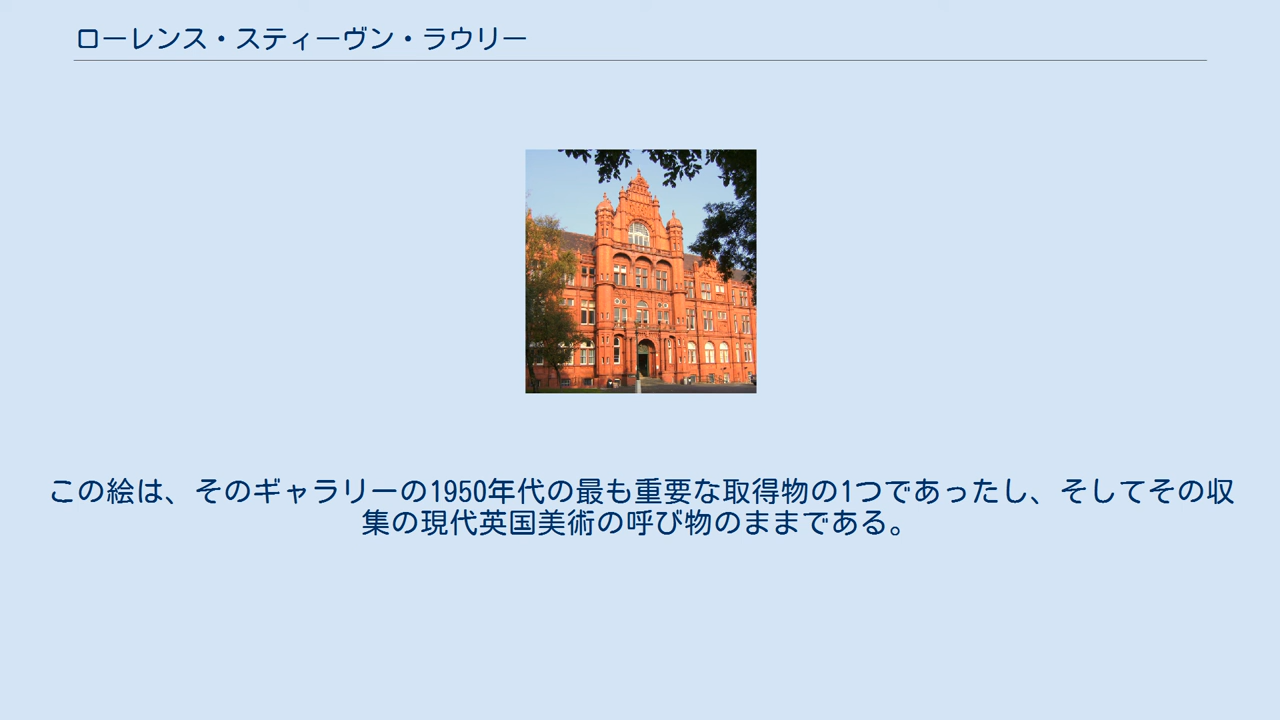 ローレンス・スティーヴン・ラウリー
この絵は、そのギャラリーの1950年代の最も重要な取得物の1つであったし、そしてその収
集の現代英国美術の呼び物のままである。